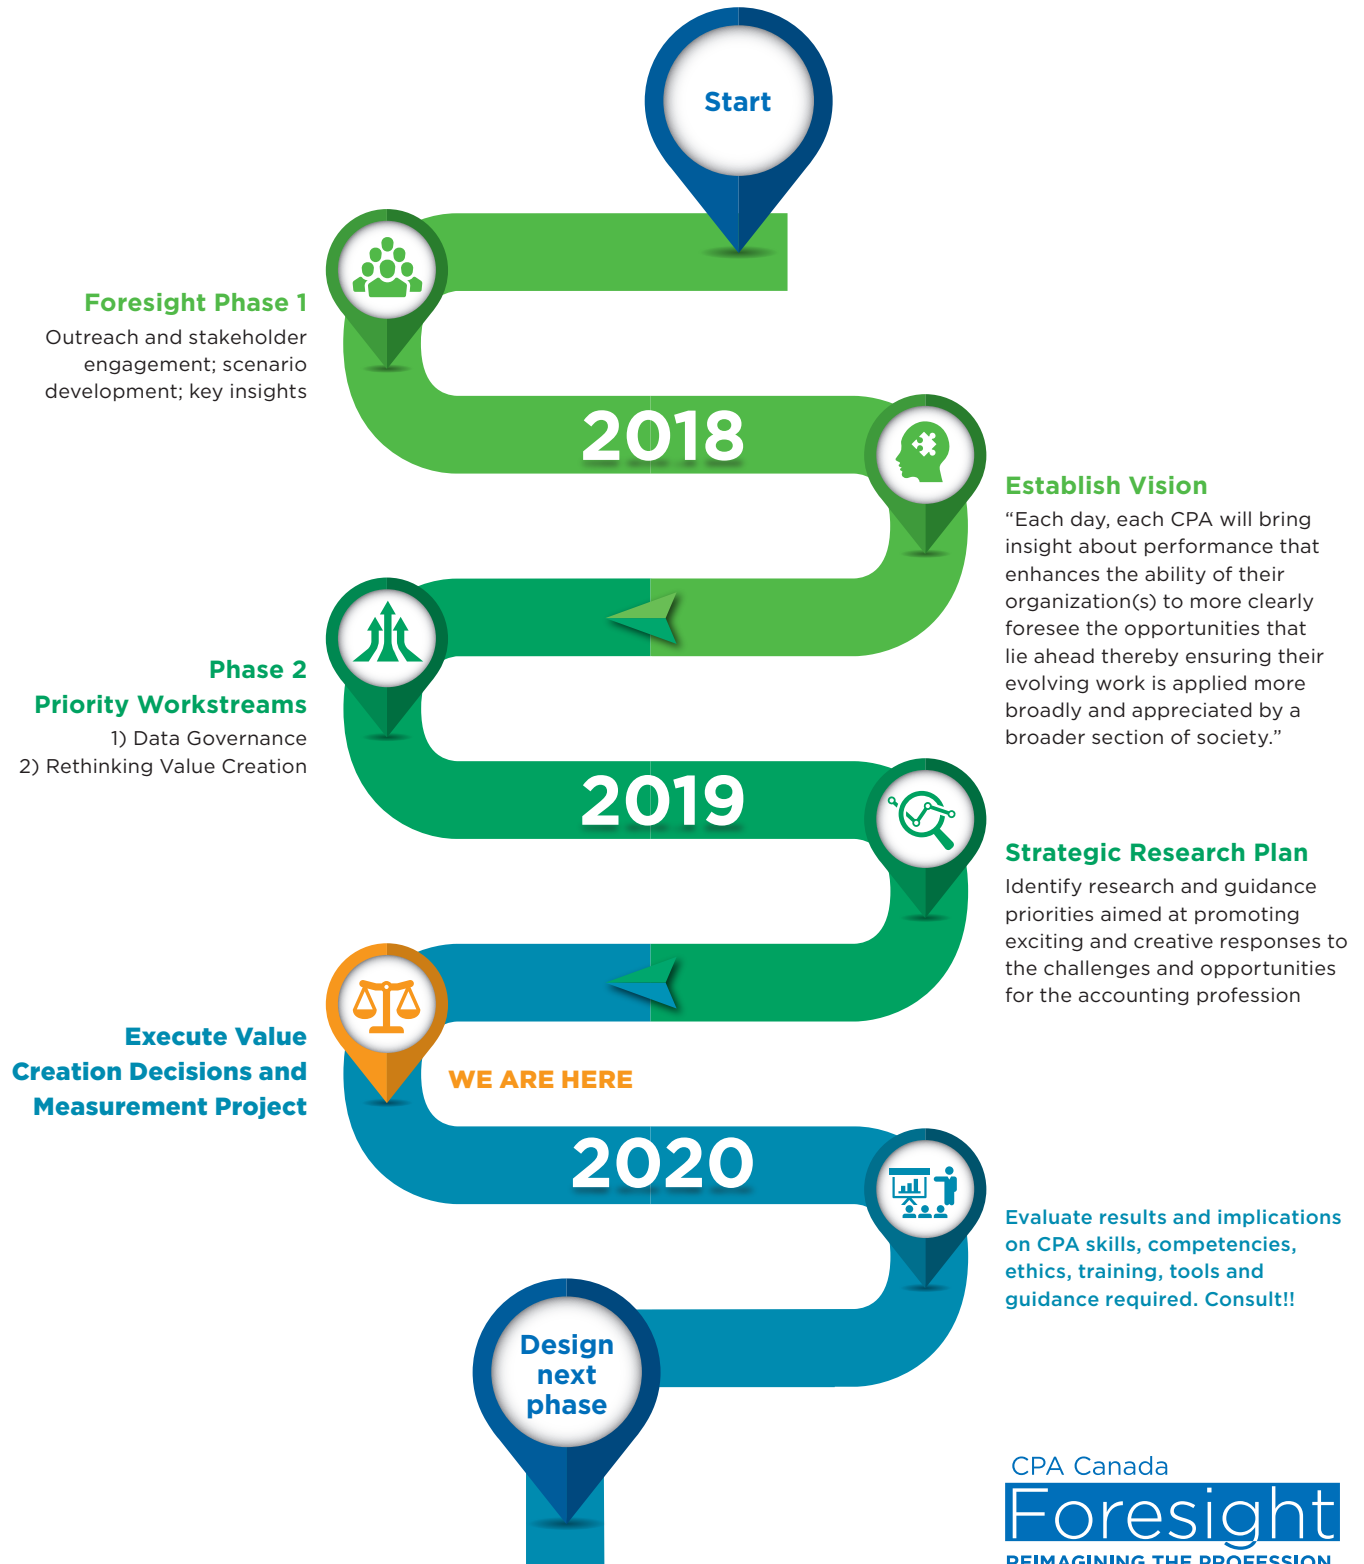 Start
Foresight Phase 1
Outreach and stakeholder
engagement; scenario
development; key insights
2018
Establish Vision
“Each day, each CPA will bring
insight about performance that
enhances the ability of their
organization(s) to more clearly
foresee the opportunities that
lie ahead thereby ensuring their
evolving work is applied more
broadly and appreciated by a
broader section of society.”
Phase 2
Priority Workstreams
1) Data Governance
2) Rethinking Value Creation
2019
Strategic Research Plan
Identify research and guidance
priorities aimed at promoting
exciting and creative responses to
the challenges and opportunities
for the accounting profession
Execute Value
Creation Decisions and
Measurement Project
WE ARE HERE
2020
Evaluate results and implications
on CPA skills, competencies,
ethics, training, tools and
guidance required. Consult!!
Design
next
phase
CPA Canada
Foresight
REIMAGINING THE PROFESSION